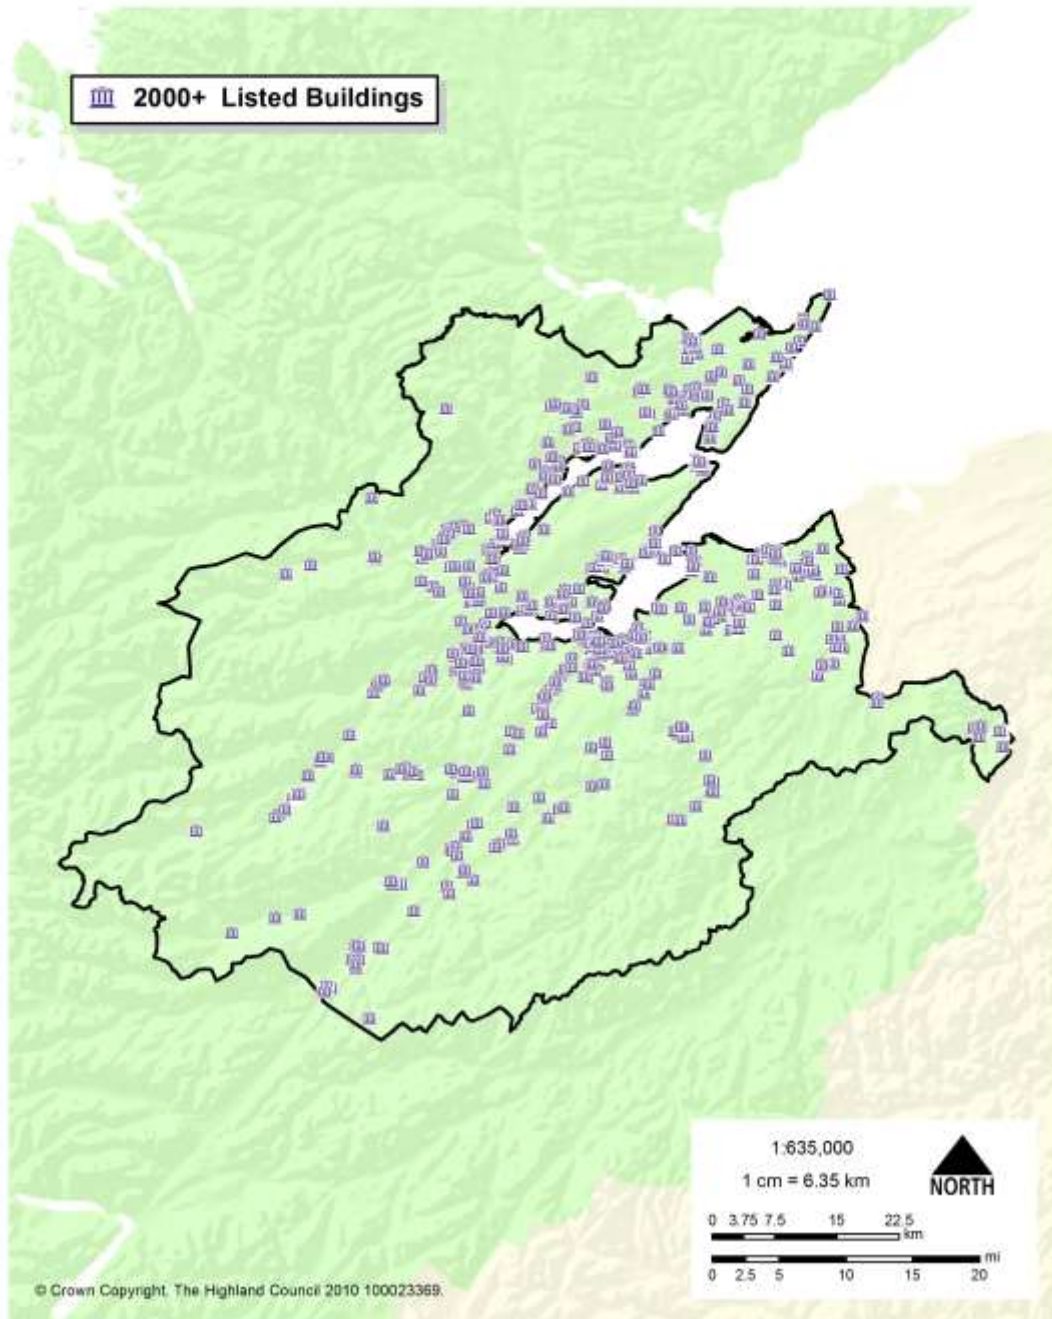 2000+ Listed Buildings
1:635,000
1 cm = 6.35 km
NORTH
0 3.75 7.5 15 22.5
km
mi
0 2.5 5 10 15 20
© Crown Copyright. The Highland Council 2010 100023369.